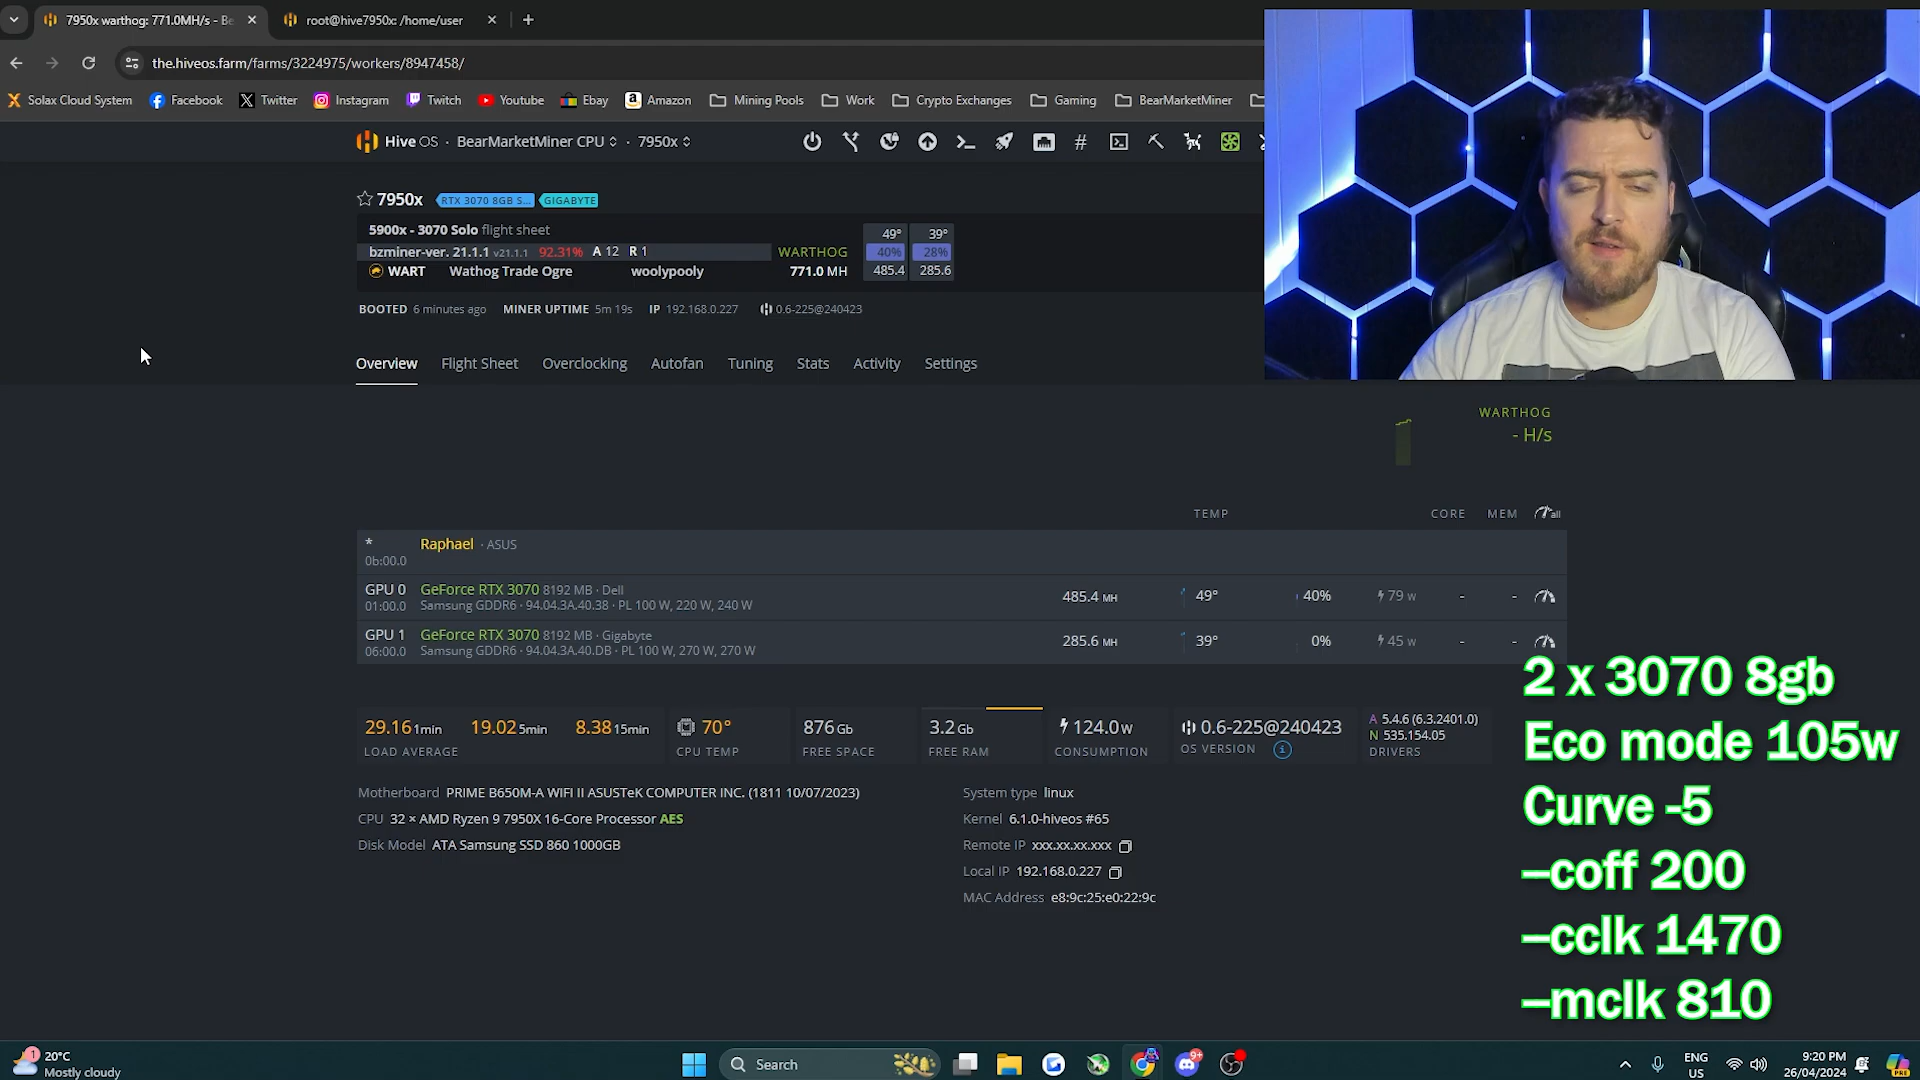 7950x warthog: 771.0MH/s - Be
root@hive7950x: /home/user
the.hiveos.farm/farms/3224975/workers/8947458/
Solax Cloud System Facebook Twitter Instagram Twitch Youtube Ebay Amazon Mining Pools Work Crypto Exchanges Gaming BearMarketMiner
Hive OS · BearMarketMiner CPU · 7950x
7950x RTX 3070 8GB S... GIGABYTE
5900x - 3070 Solo flight sheet 49° 39°
bzminer-ver. 21.1.1 v21.1.1 92.31% A 12 R 1 WARTHOG 40% 28%
WART Wathog Trade Ogre woolypooly 771.0 MH 485.4 285.6
BOOTED 6 minutes ago MINER UPTIME 5m 19s IP 192.168.0.227 0.6-225@240423
Overview Flight Sheet Overclocking Autofan Tuning Stats Activity Settings
WARTHOG
- H/s
TEMP CORE MEM all
* Raphael · ASUS
0b:00.0
GPU 0 GeForce RTX 3070 8192 MB · Dell 485.4 MH 49° 40% 79 W - -
01:00.0 Samsung GDDR6 · 94.04.3A.40.38 · PL 100 W, 220 W, 240 W
GPU 1 GeForce RTX 3070 8192 MB · Gigabyte 285.6 MH 39° 0% 45 W - -
06:00.0 Samsung GDDR6 · 94.04.3A.40.DB · PL 100 W, 270 W, 270 W
29.16 1min 19.02 5min 8.38 15min 70° 876 Gb 3.2 Gb 124.0 W 0.6-225@240423 A 5.4.6 (6.3.2401.0)
N 535.154.05
LOAD AVERAGE CPU TEMP FREE SPACE FREE RAM CONSUMPTION OS VERSION DRIVERS
Motherboard PRIME B650M-A WIFI II ASUSTeK COMPUTER INC. (1811 10/07/2023)
CPU 32 × AMD Ryzen 9 7950X 16-Core Processor AES
Disk Model ATA Samsung SSD 860 1000GB
System type linux
Kernel 6.1.0-hiveos #65
Remote IP xxx.xx.xx.xxx
Local IP 192.168.0.227
MAC Address e8:9c:25:e0:22:9c
2 x 3070 8gb
Eco mode 105w
Curve -5
–coff 200
–cclk 1470
–mclk 810
1 20°C
Mostly cloudy
Search
9+
ENG
US
9:20 PM
26/04/2024
PRE